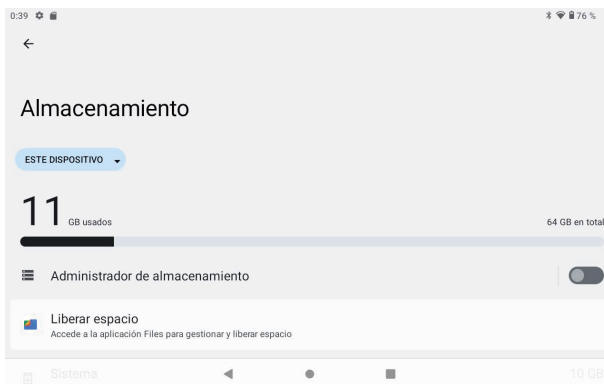 0:39 76 %
Almacenamiento
ESTE DISPOSITIVO
11 GB usados 64 GB en total
Administrador de almacenamiento
Liberar espacio
Accede a la aplicación Files para gestionar y liberar espacio
Sistema 10 GB